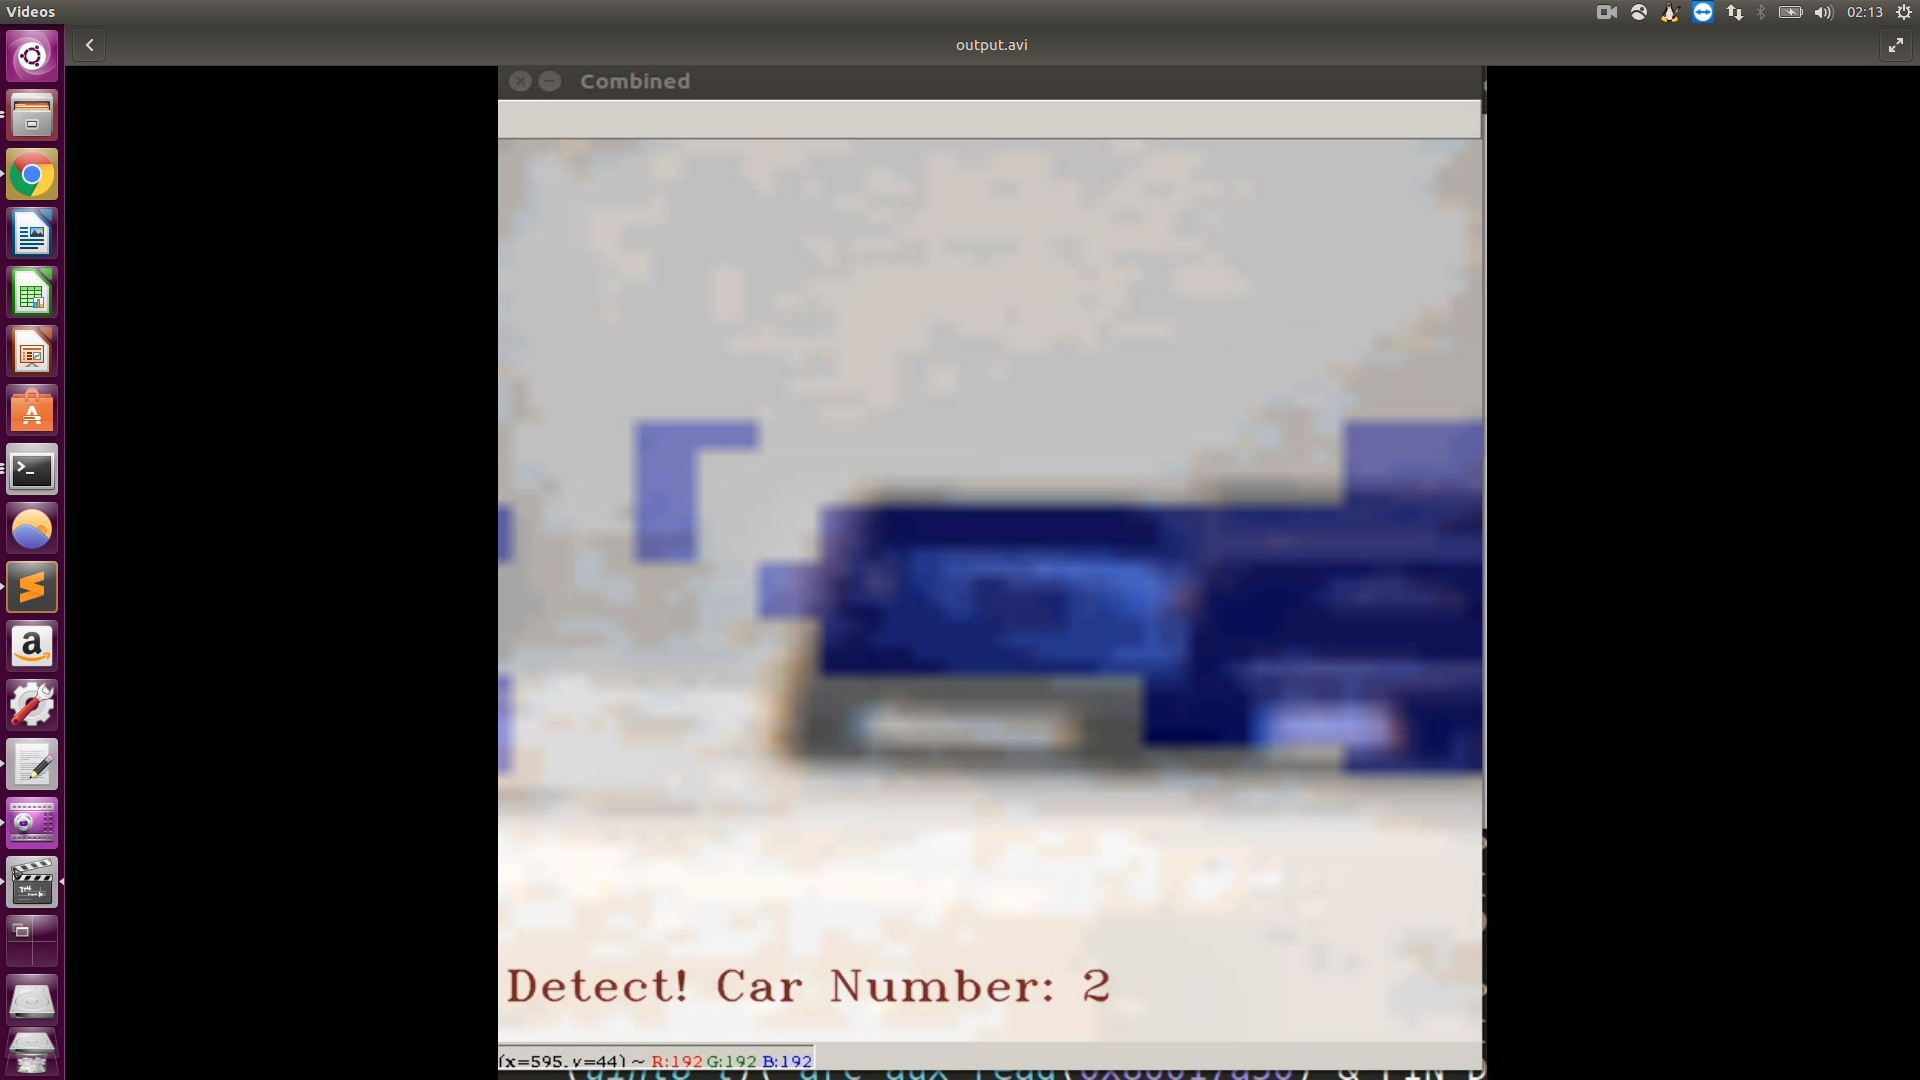 Videos
02:13
output.avi
Combined
Detect! Car Number: 2
(x=595, y=44) ~ R:192 G:192 B:192